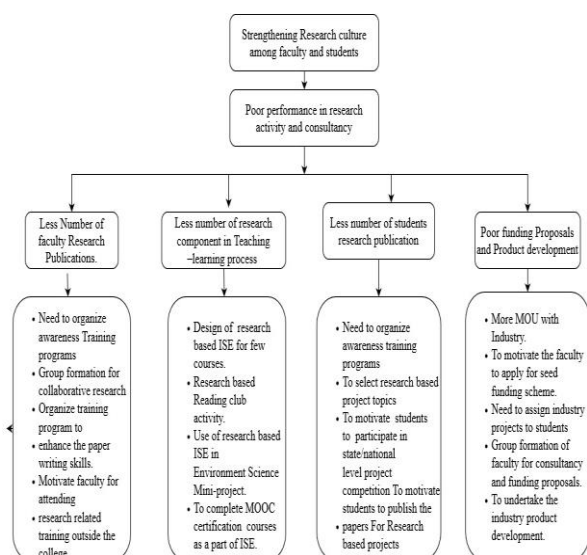 Strengthening Research culture
among faculty and students
Poor performance in research
activity and consultancy
Less Number of
faculty Research
Publications.
Less number of research
component in Teaching
–learning process
Less number of students
research publication
Poor funding Proposals
and Product development
• Need to organize
awareness Training
programs
• Group formation for
collaborative research
• Organize training
program to
• enhance the paper
writing skills.
• Motivate faculty for
attending
• research related
training outside the
college
• Design of research
based ISE for few
courses.
• Research based
Reading club
activity.
• Use of research based
ISE in
Environment Science
Mini-project.
• To complete MOOC
certification courses
as a part of ISE.
• Need to organize
awareness training
programs
• To select research based
project topics
• To motivate students
to participate in
state/national
level project
competition To motivate
students to publish the
• papers For Research
based projects
• More MOU with
Industry.
• To motivate the faculty
to apply for seed
funding scheme.
• Need to assign industry
projects to students
• Group formation of
faculty for consultancy
and funding proposals.
• To undertake the
industry product
development.